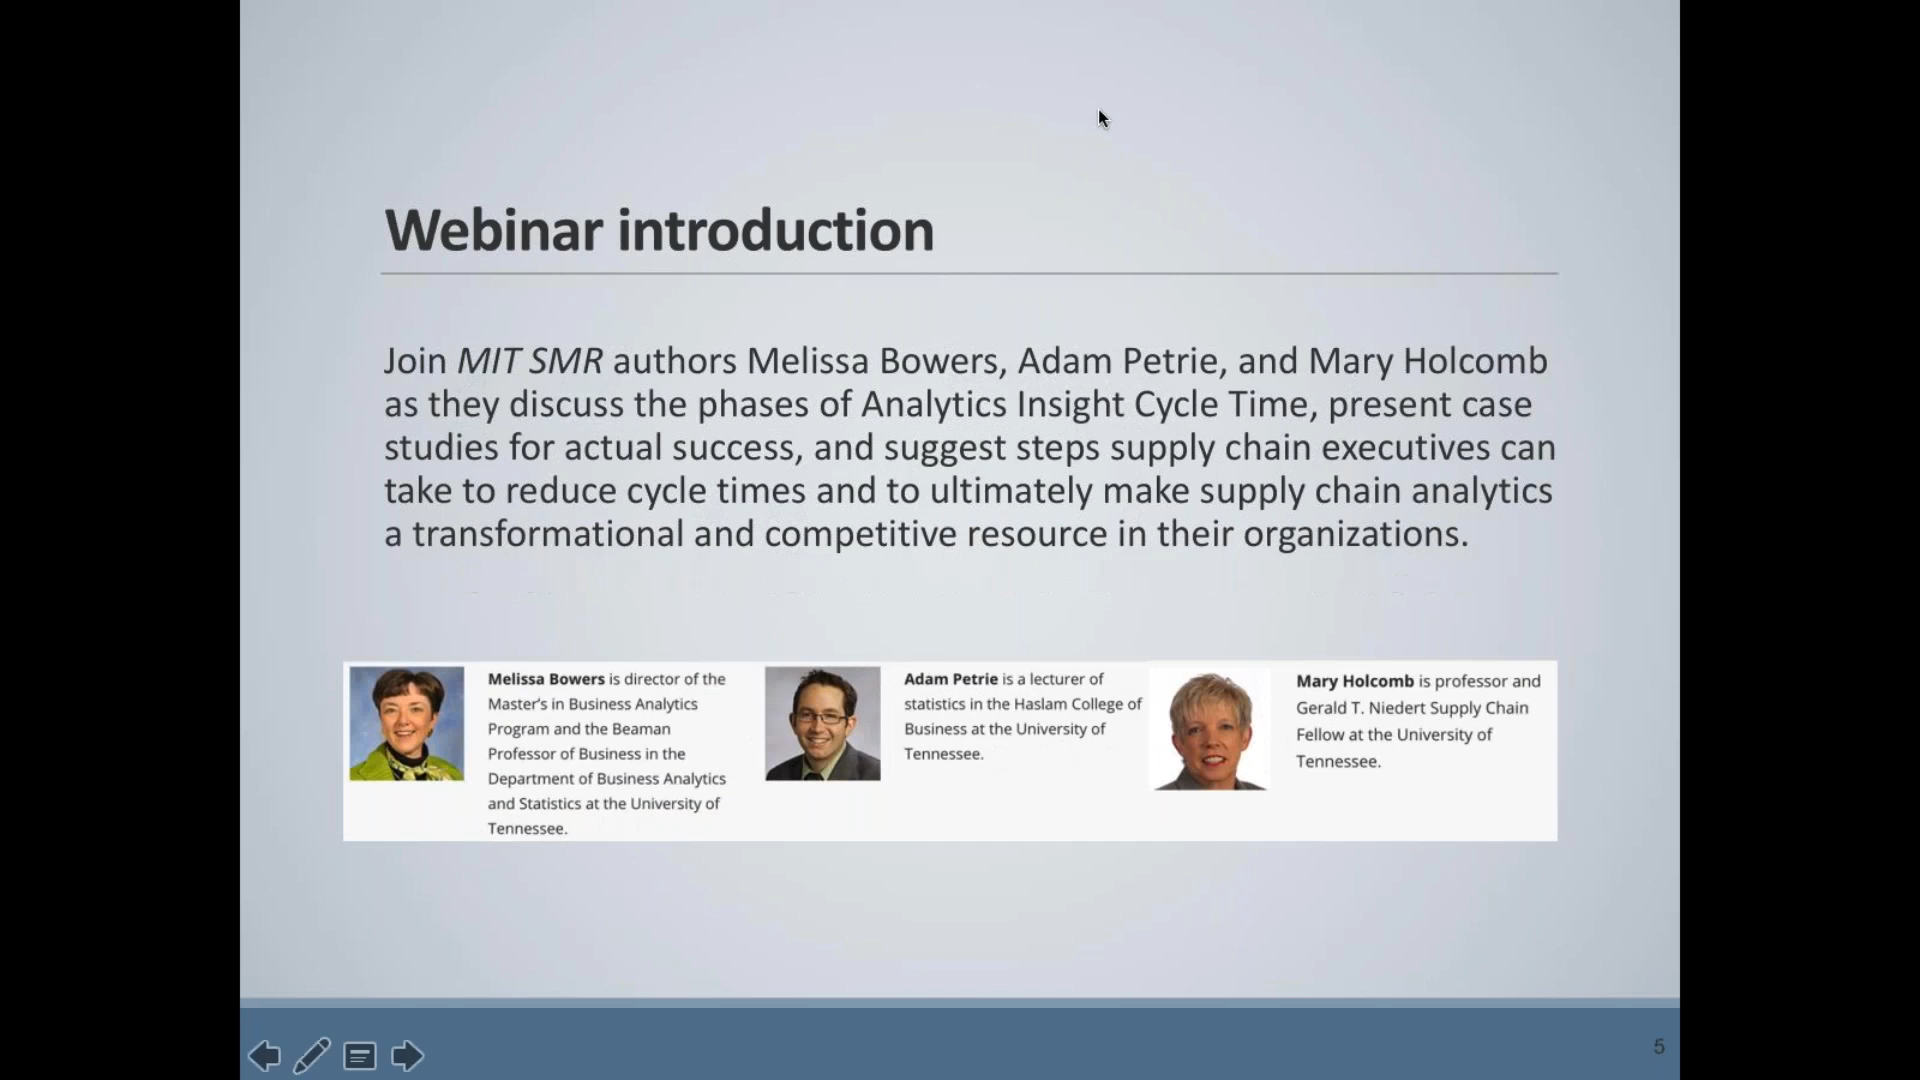 Webinar introduction
Join MIT SMR authors Melissa Bowers, Adam Petrie, and Mary Holcomb
as they discuss the phases of Analytics Insight Cycle Time, present case
studies for actual success, and suggest steps supply chain executives can
take to reduce cycle times and to ultimately make supply chain analytics
a transformational and competitive resource in their organizations.
Melissa Bowers is director of the
Master's in Business Analytics
Program and the Beaman
Professor of Business in the
Department of Business Analytics
and Statistics at the University of
Tennessee.
Adam Petrie is a lecturer of
statistics in the Haslam College of
Business at the University of
Tennessee.
Mary Holcomb is professor and
Gerald T. Niedert Supply Chain
Fellow at the University of
Tennessee.
5